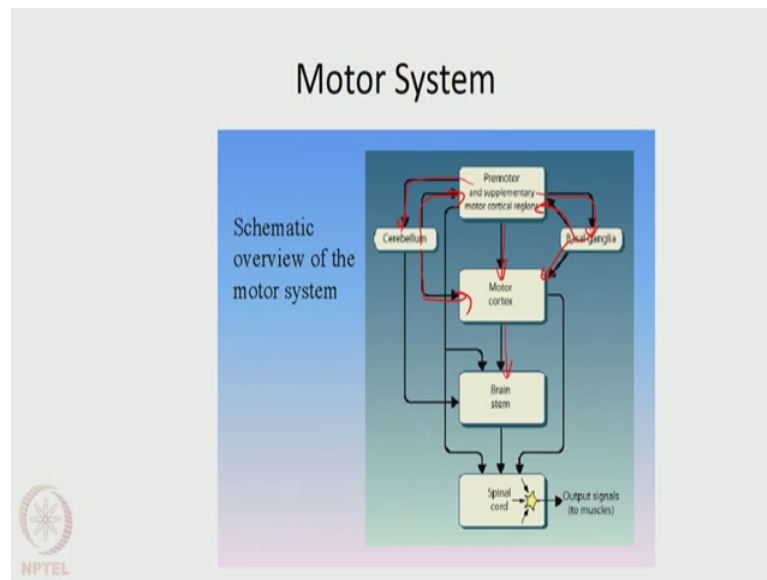 Motor System
Schematic
overview of the
motor system
Premotor
and supplementary
motor cortical regions
Cerebellum
Basal ganglia
Motor
cortex
Brain
stem
Spinal
cord
Output signals
(to muscles)
NPTEL